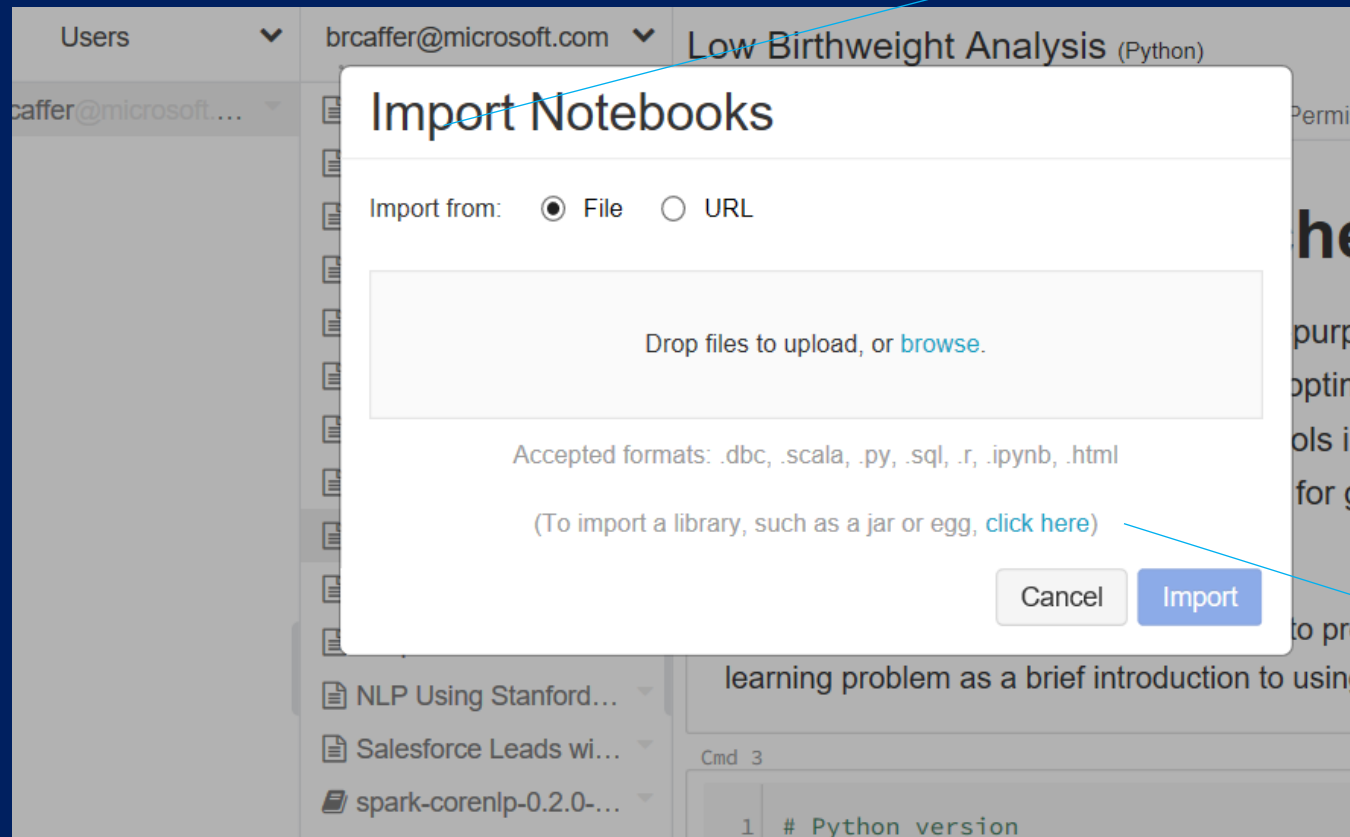 Users
brcaffer@microsoft.com
Low Birthweight Analysis (Python)
caffer@microsoft....
Import Notebooks
Permi
Import from: File URL
he
Drop files to upload, or browse.
purp
optim
Accepted formats: .dbc, .scala, .py, .sql, .r, .ipynb, .html
ols i
for g
(To import a library, such as a jar or egg, click here)
Cancel Import
to pr
learning problem as a brief introduction to using
NLP Using Stanford...
Salesforce Leads wi...
Cmd 3
spark-corenlp-0.2.0-...
1 # Python version